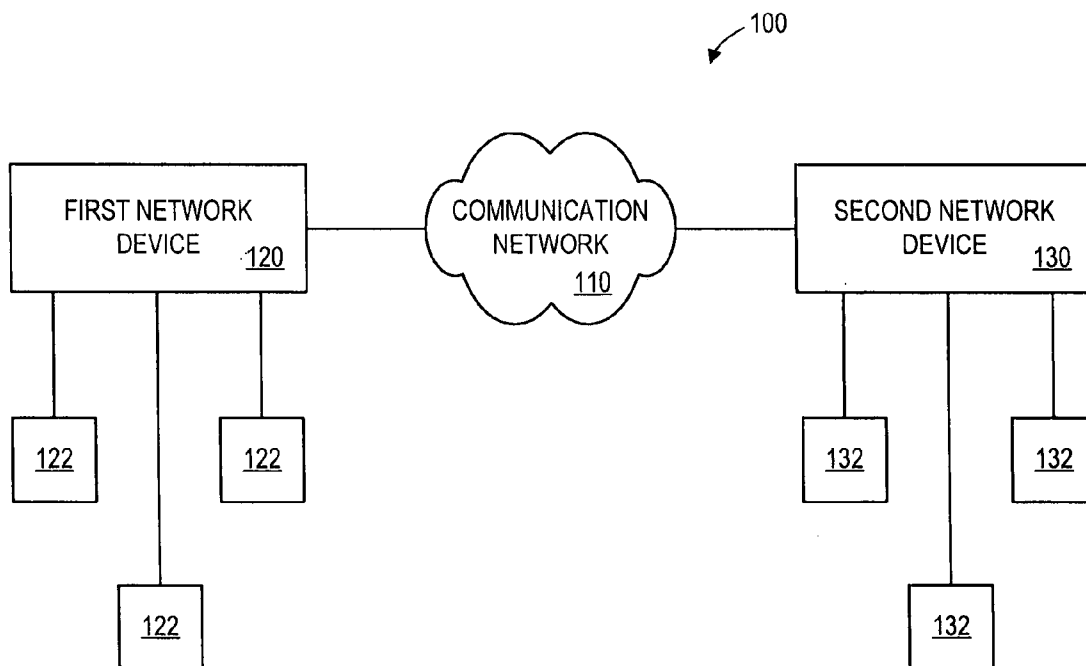 100
FIRST NETWORK
DEVICE
120
COMMUNICATION
NETWORK
110
SECOND NETWORK
DEVICE
130
122
122
132
132
122
132